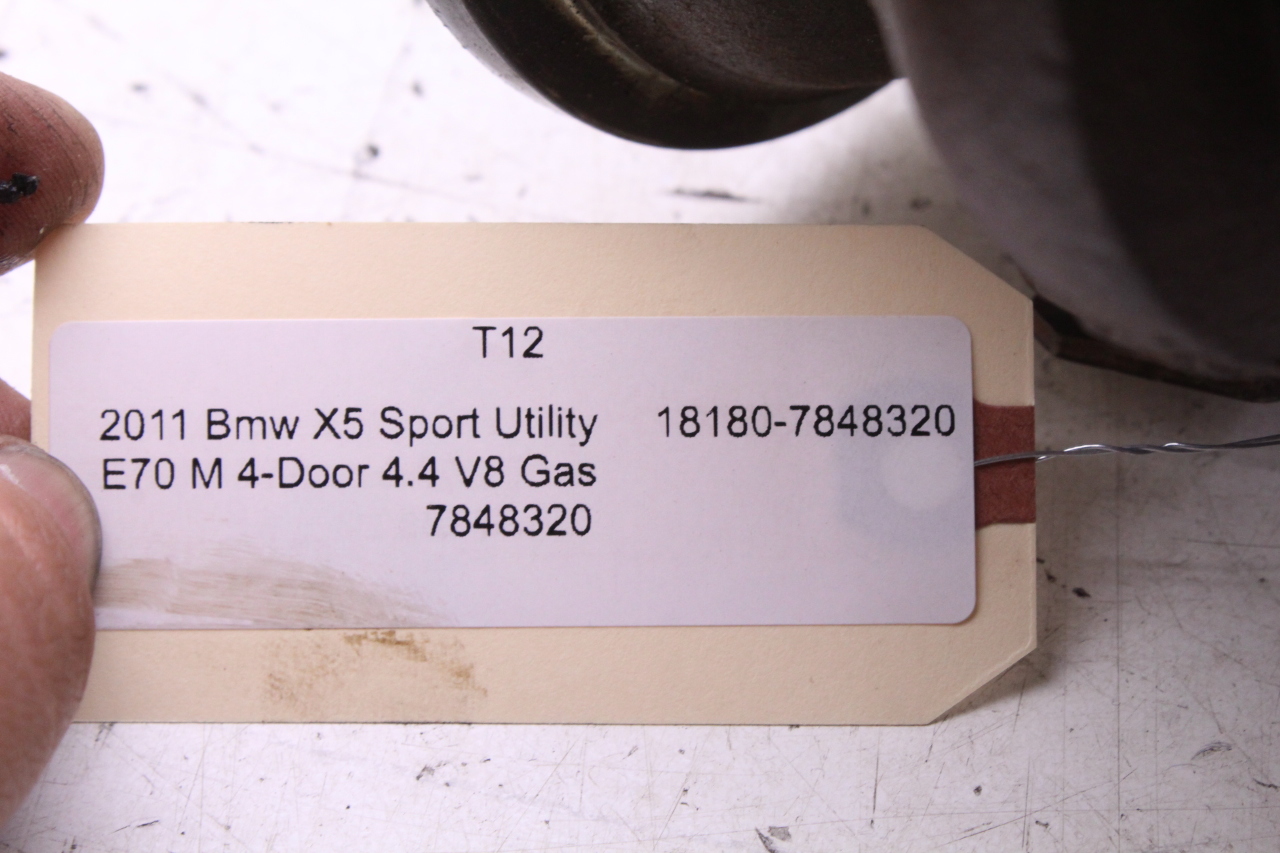 T12
2011 Bmw X5 Sport Utility 18180-7848320
E70 M 4-Door 4.4 V8 Gas
7848320